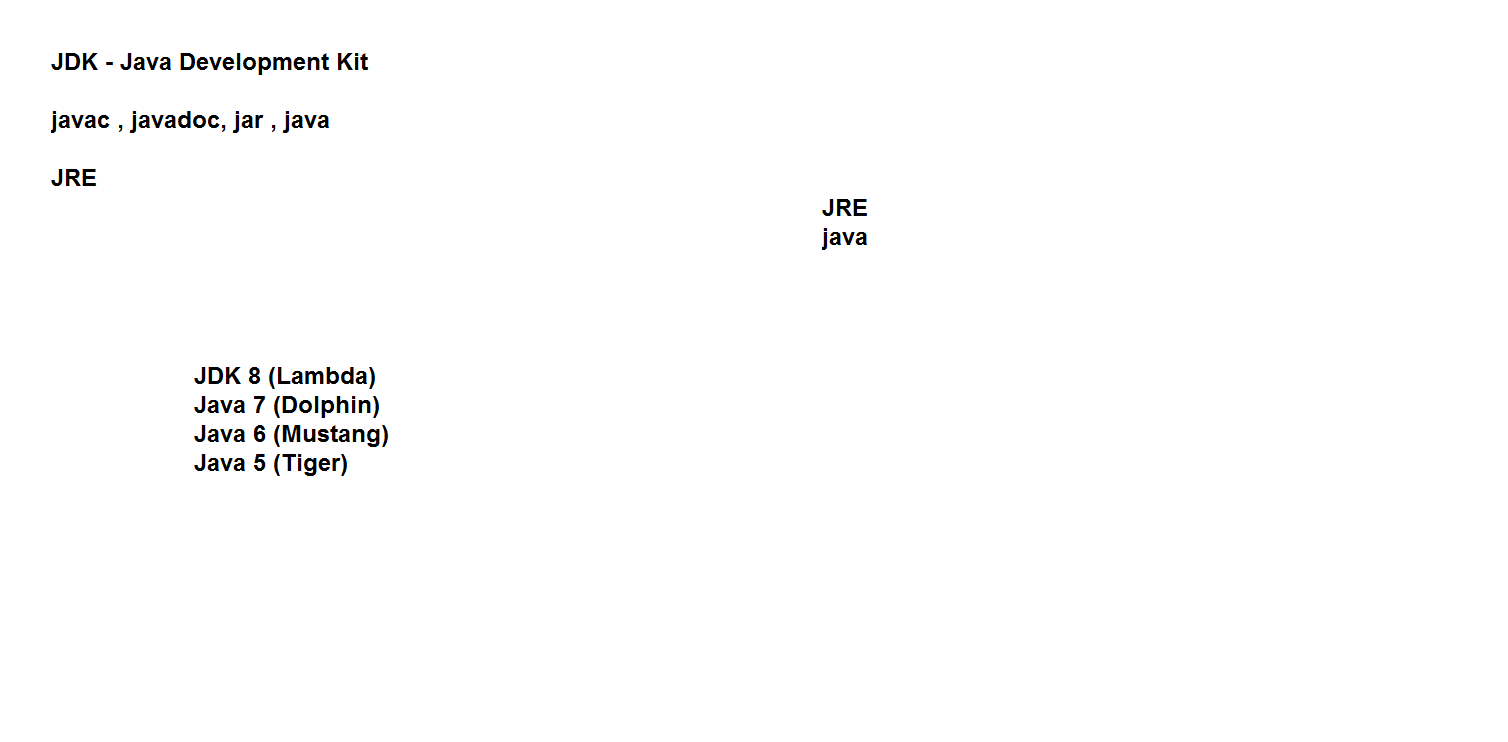 JDK - Java Development Kit
javac , javadoc, jar , java
JRE
JRE
java
JDK 8 (Lambda)
Java 7 (Dolphin)
Java 6 (Mustang)
Java 5 (Tiger)